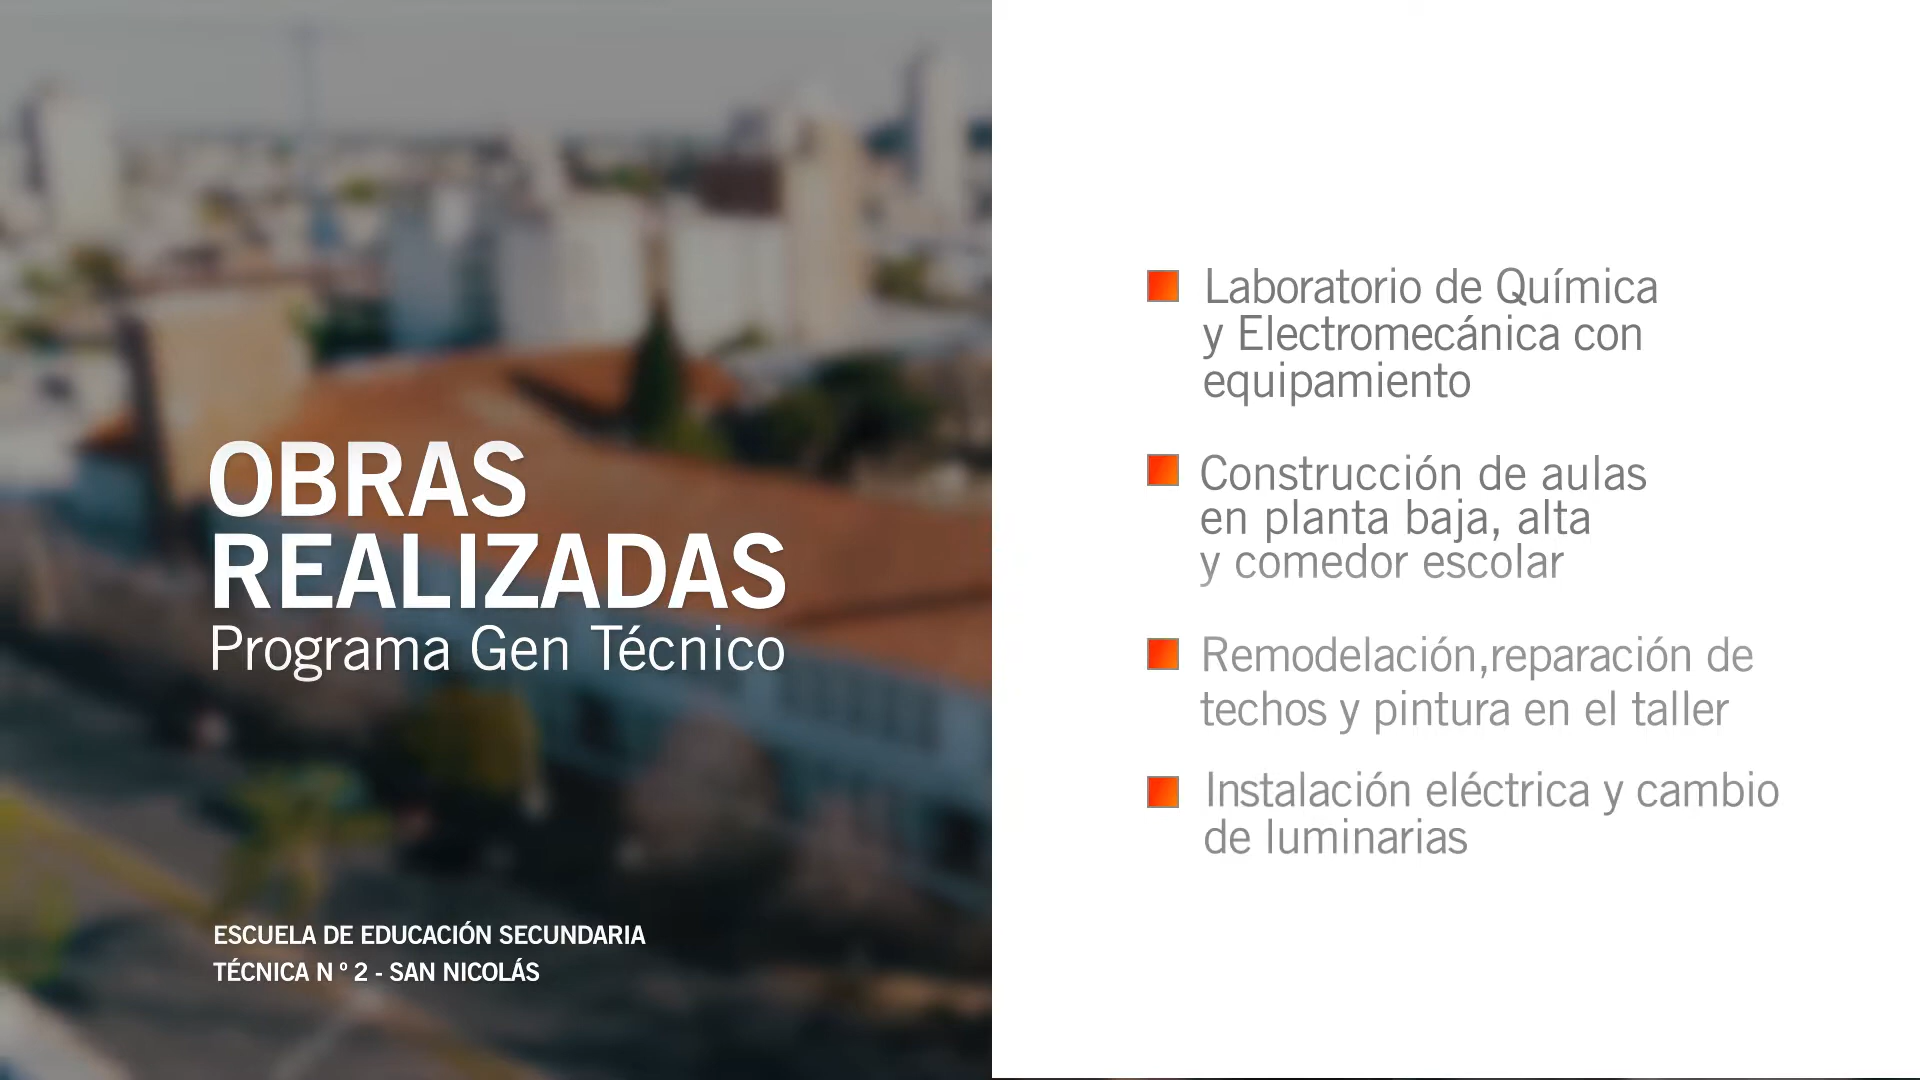 OBRAS
REALIZADAS
Programa Gen Técnico
ESCUELA DE EDUCACIÓN SECUNDARIA
TÉCNICA N º 2 - SAN NICOLÁS
Laboratorio de Química
y Electromecánica con
equipamiento
Construcción de aulas
en planta baja, alta
y comedor escolar
Remodelación,reparación de
techos y pintura en el taller
Instalación eléctrica y cambio
de luminarias